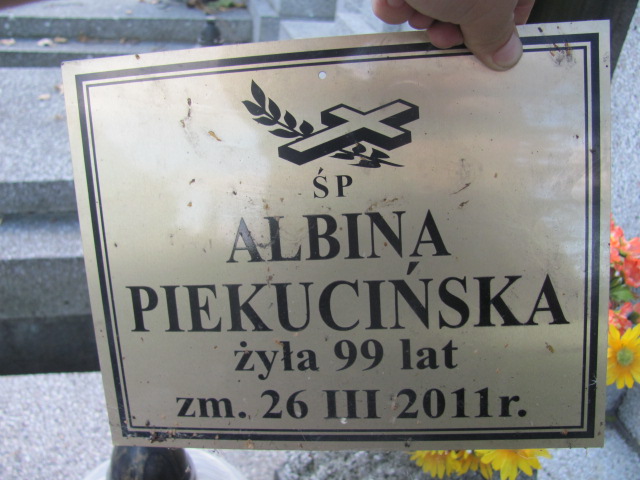 ŚP
ALBINA
PIEKUCIŃSKA
żyła 99 lat
zm. 26 III 2011r.